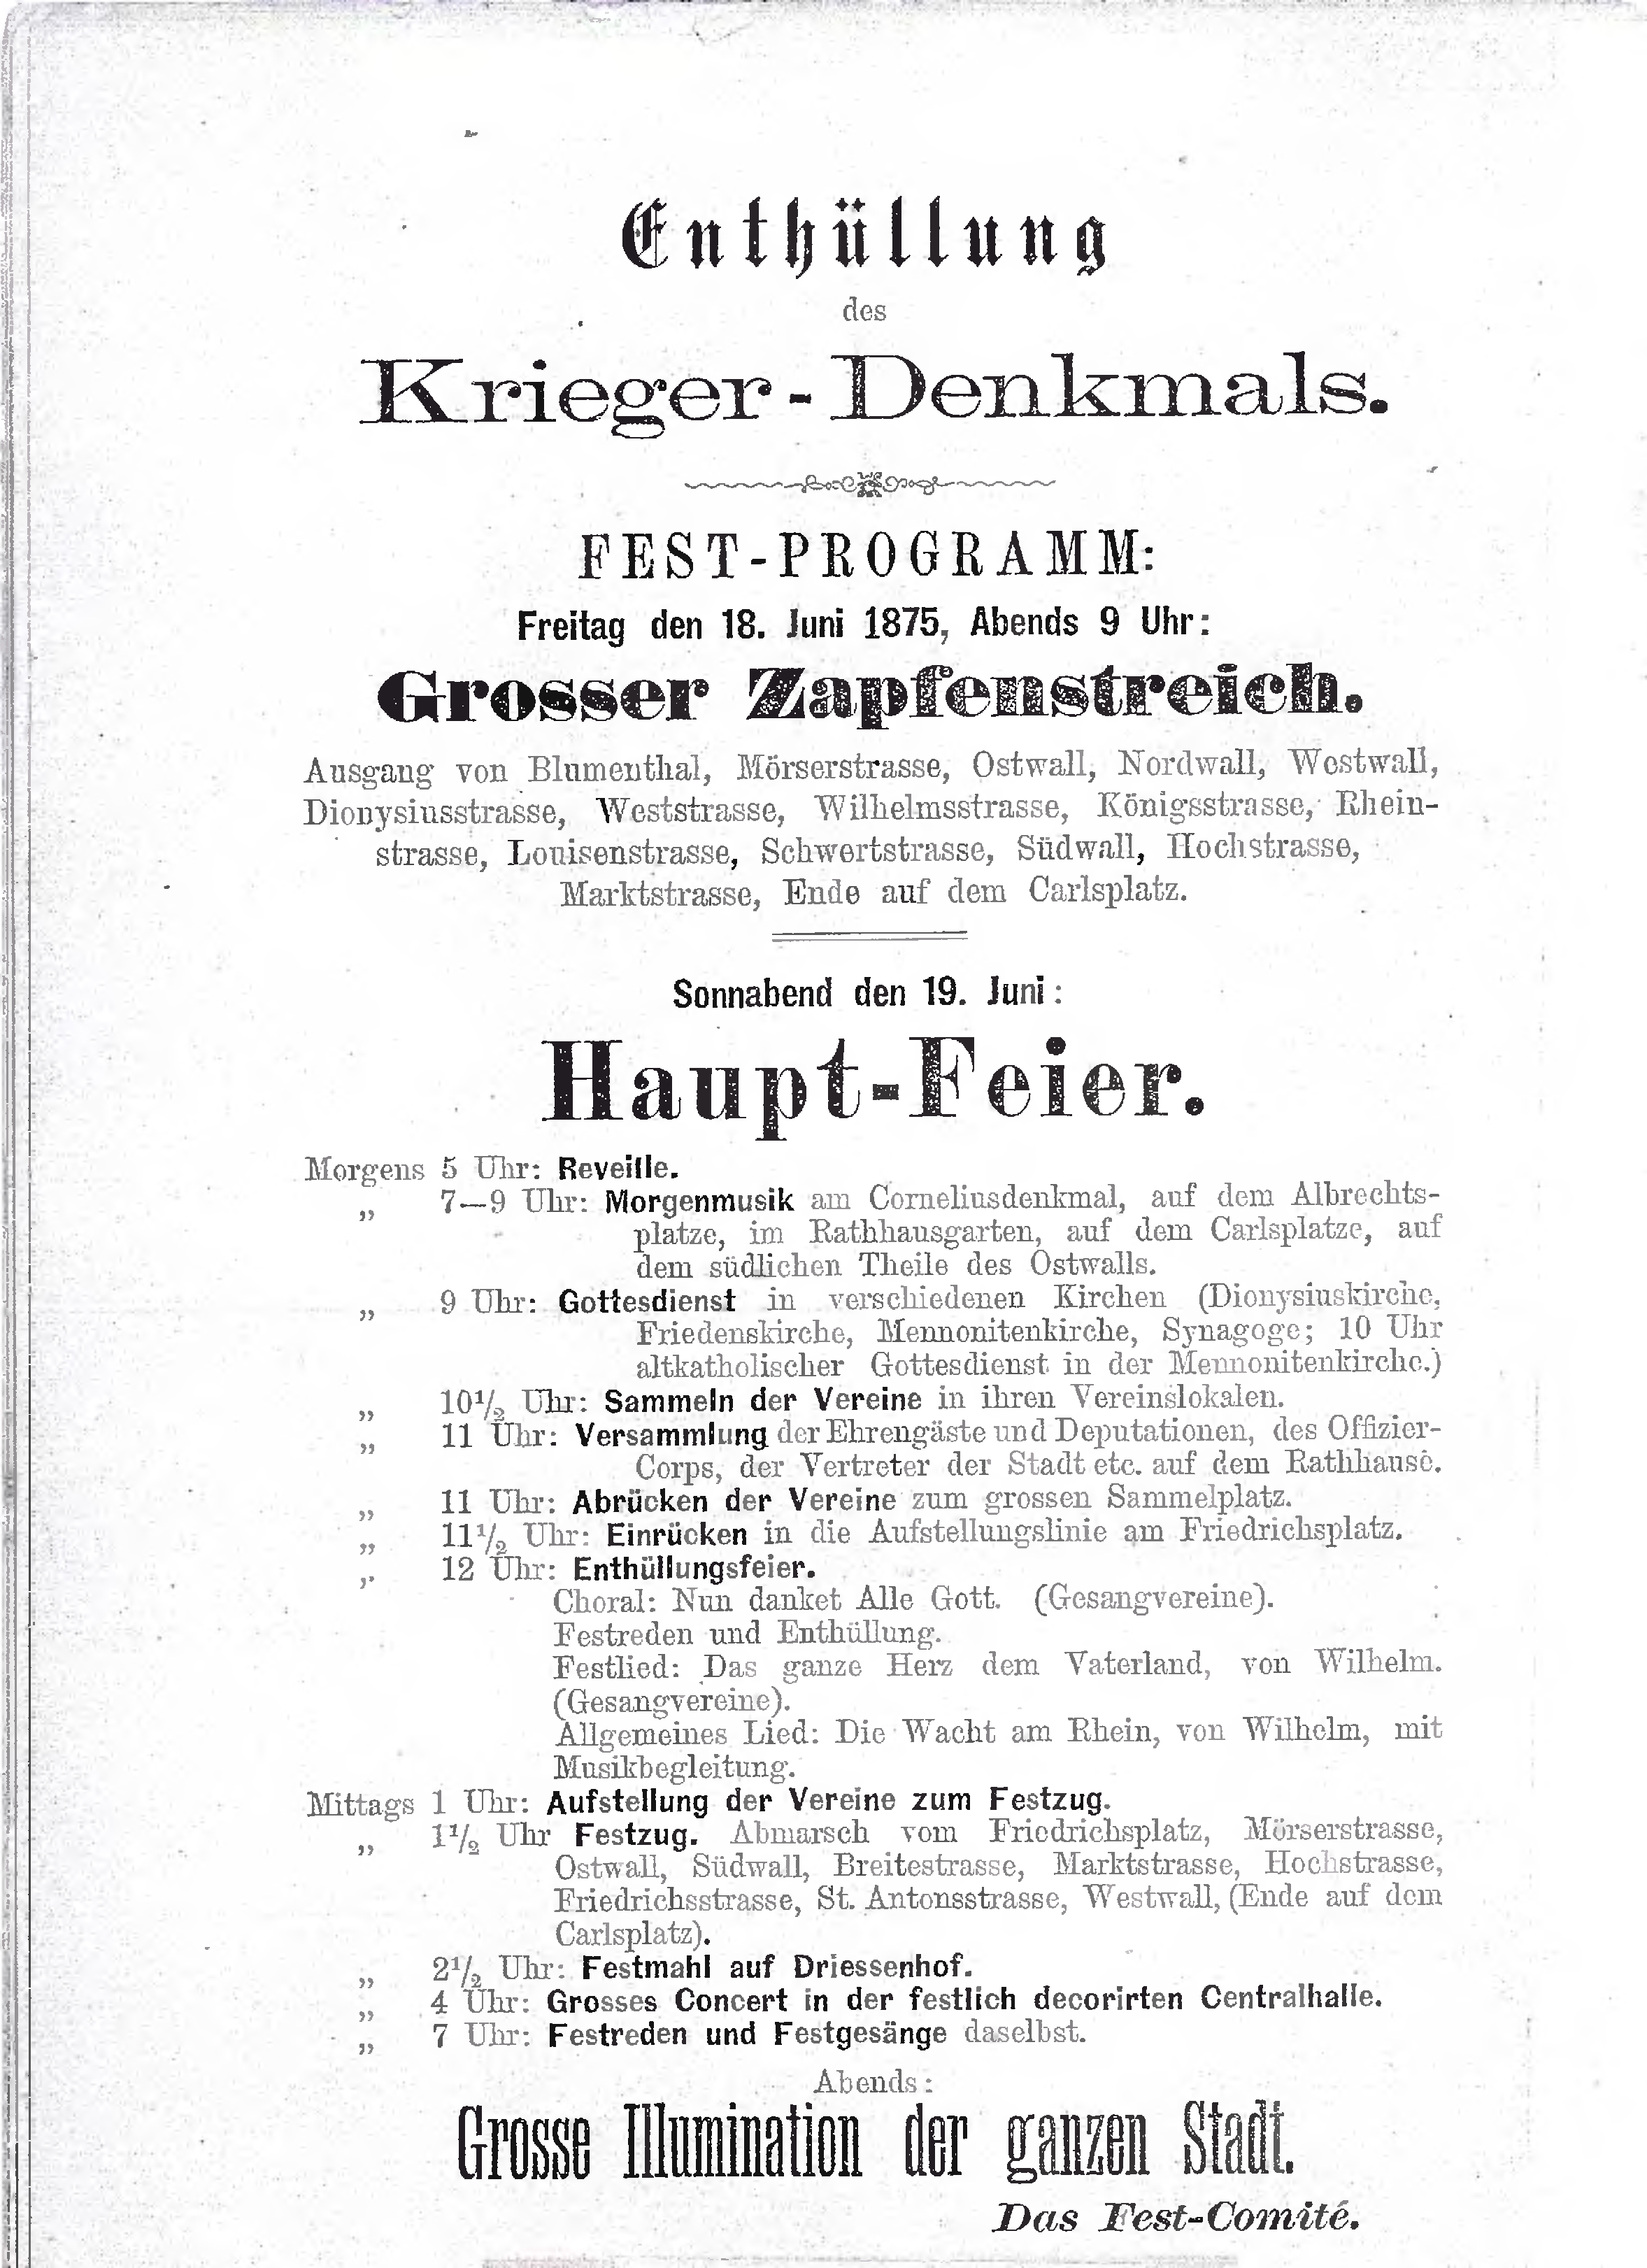 Enthüllung
des
Krieger-Denkmals.
FEST-PROGRAMM:
Freitag den 18. Juni 1875, Abends 9 Uhr:
Grosser Zapfenstreich.
Ausgang von Blumenthal, Mörserstrasse, Ostwall, Nordwall, Westwall,
Dionysiusstrasse, Weststrasse, Wilhelmsstrasse, Königsstrasse, Rhein-
strasse, Louisenstrasse, Schwertstrasse, Südwall, Hochstrasse,
Marktstrasse, Ende auf dem Carlsplatz.
Sonnabend den 19. Juni:
Haupt-Feier.
Morgens 5 Uhr: Reveille.
„ 7—9 Uhr: Morgenmusik am Corneliusdenkmal, auf dem Albrechts-
platze, im Rathhausgarten, auf dem Carlsplatze, auf
dem südlichen Theile des Ostwalls.
„ 9 Uhr: Gottesdienst in verschiedenen Kirchen (Dionysiuskirche,
Friedenskirche, Mennonitenkirche, Synagoge; 10 Uhr
altkatholischer Gottesdienst in der Mennonitenkirche.)
„ 10½ Uhr: Sammeln der Vereine in ihren Vereinslokalen.
„ 11 Uhr: Versammlung der Ehrengäste und Deputationen, des Offizier-
Corps, der Vertreter der Stadt etc. auf dem Rathhause.
„ 11 Uhr: Abrücken der Vereine zum grossen Sammelplatz.
„ 11½ Uhr: Einrücken in die Aufstellungslinie am Friedrichsplatz.
„ 12 Uhr: Enthüllungsfeier.
Choral: Nun danket Alle Gott. (Gesangvereine).
Festreden und Enthüllung.
Festlied: Das ganze Herz dem Vaterland, von Wilhelm.
(Gesangvereine).
Allgemeines Lied: Die Wacht am Rhein, von Wilhelm, mit
Musikbegleitung.
Mittags 1 Uhr: Aufstellung der Vereine zum Festzug.
„ 1½ Uhr Festzug. Abmarsch vom Friedrichsplatz, Mörserstrasse,
Ostwall, Südwall, Breitestrasse, Marktstrasse, Hochstrasse,
Friedrichsstrasse, St. Antonsstrasse, Westwall, (Ende auf dem
Carlsplatz).
„ 2½ Uhr: Festmahl auf Driessenhof.
„ 4 Uhr: Grosses Concert in der festlich decorirten Centralhalle.
„ 7 Uhr: Festreden und Festgesänge daselbst.
Abends:
Grosse Illumination der ganzen Stadt.
Das Fest-Comité.